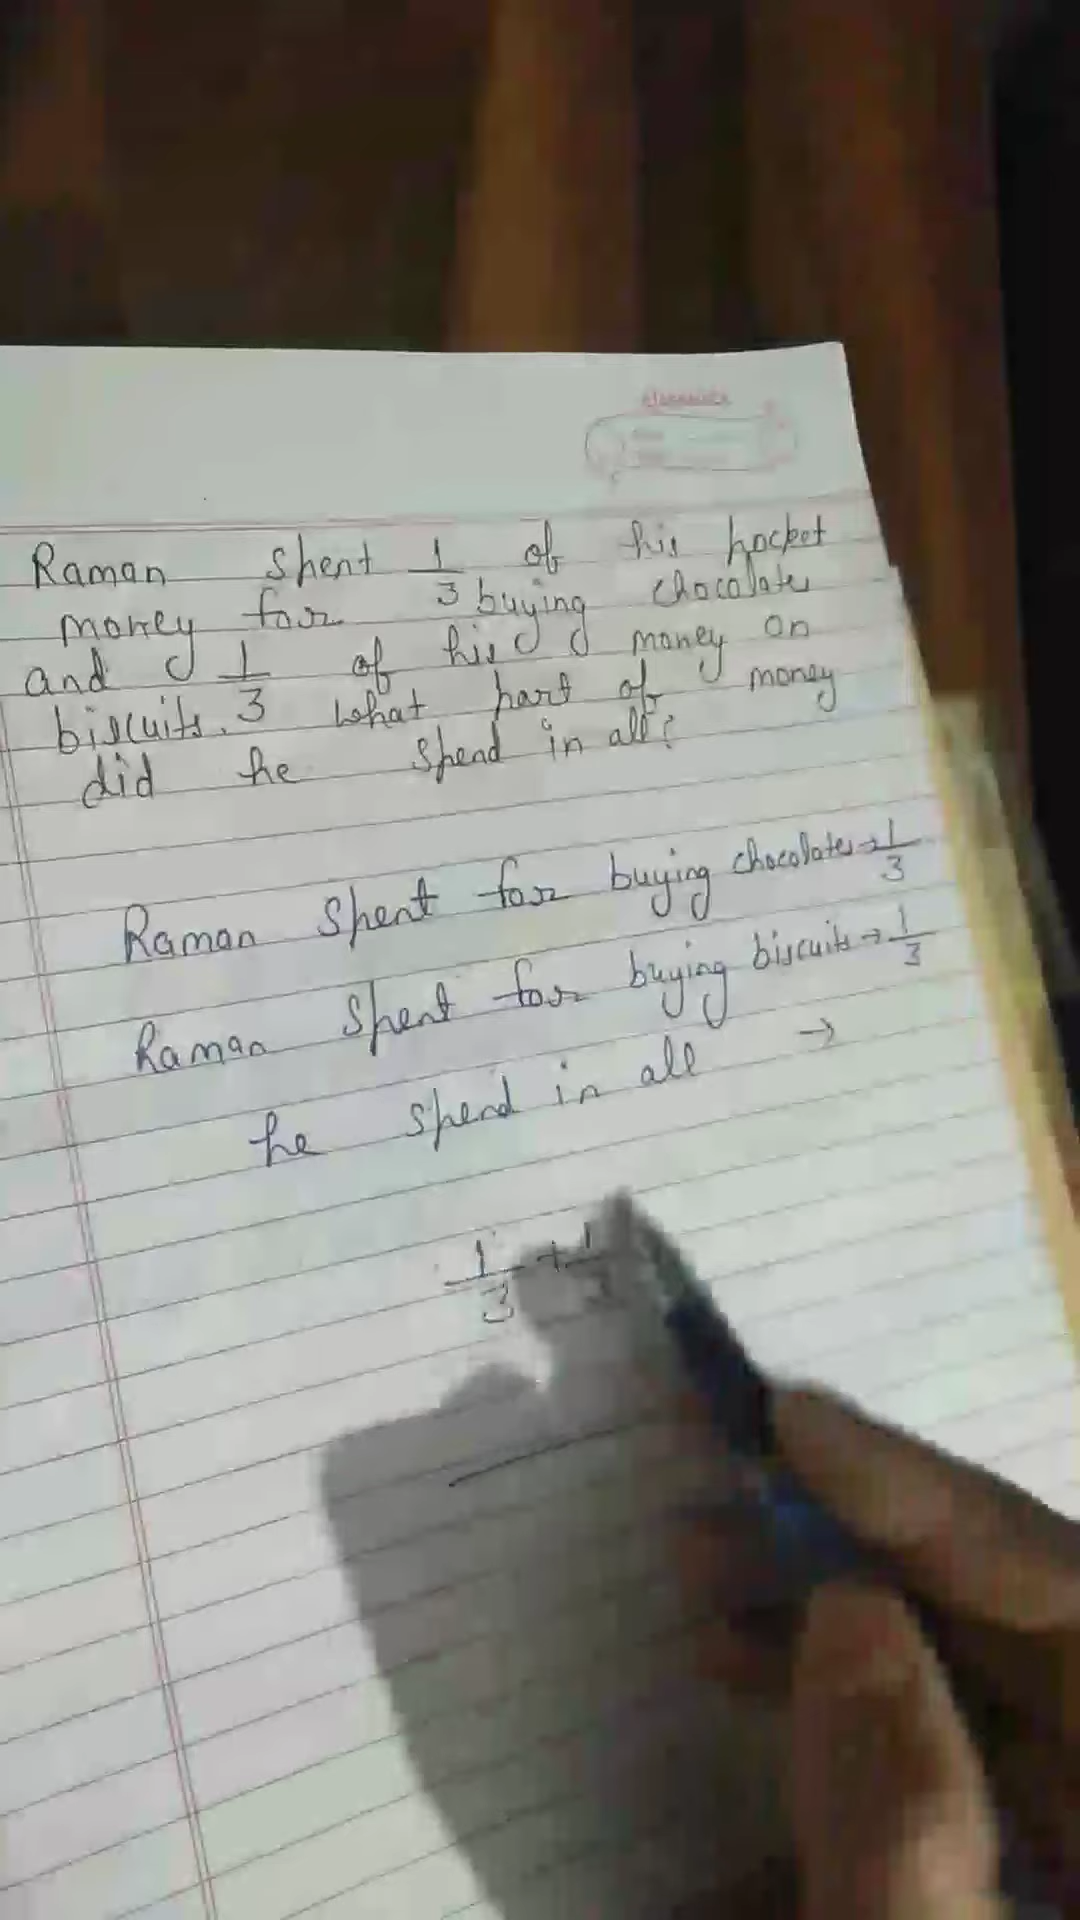 Raman spent 1/3 of his pocket
money for buying chocolate
and 1/3 of his money on
biscuits. what part of money
did he spend in all?
Raman spent for buying chocolate → 1/3
Raman spent for buying biscuits → 1/3
he spend in all →
1/3 + 1/3